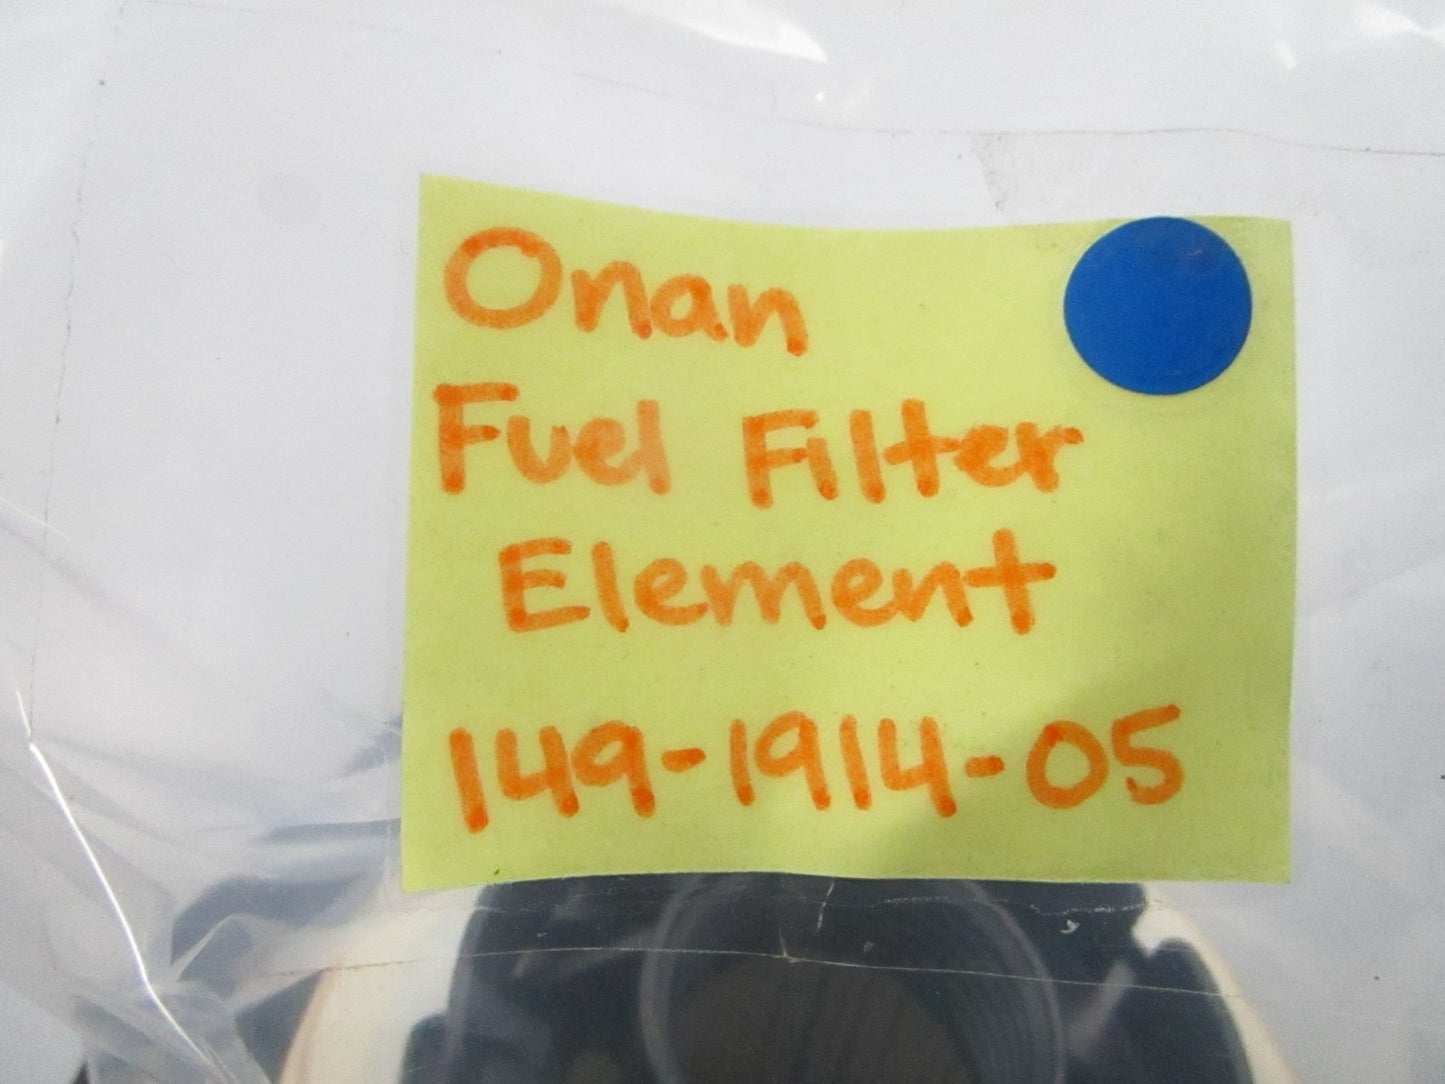 Onan
Fuel Filter
Element
149-1914-05